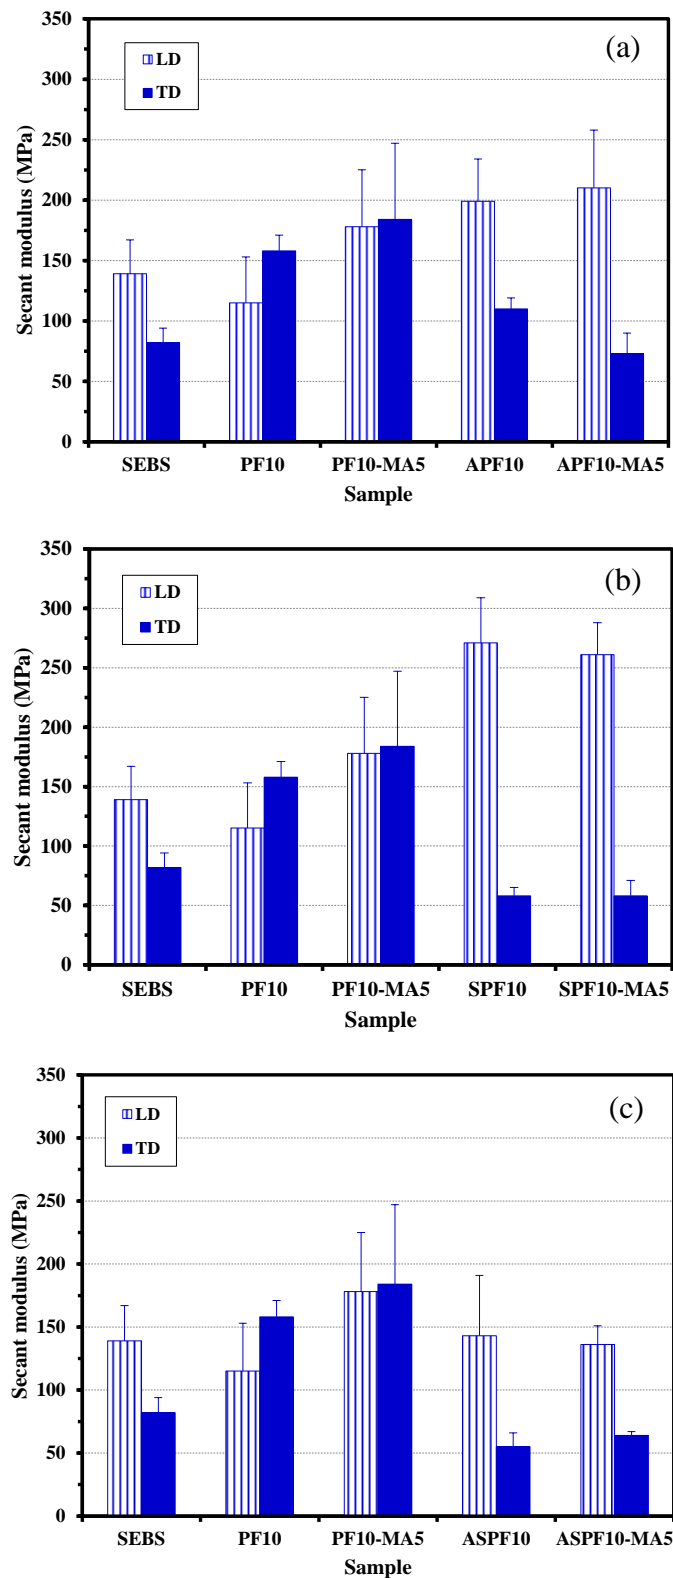 (a)
LD
TD
Secant modulus (MPa)
350
300
250
200
150
100
50
0
SEBS PF10 PF10-MA5 APF10 APF10-MA5
Sample
(b)
LD
TD
Secant modulus (MPa)
350
300
250
200
150
100
50
0
SEBS PF10 PF10-MA5 SPF10 SPF10-MA5
Sample
(c)
LD
TD
Secant modulus (MPa)
350
300
250
200
150
100
50
0
SEBS PF10 PF10-MA5 ASPF10 ASPF10-MA5
Sample